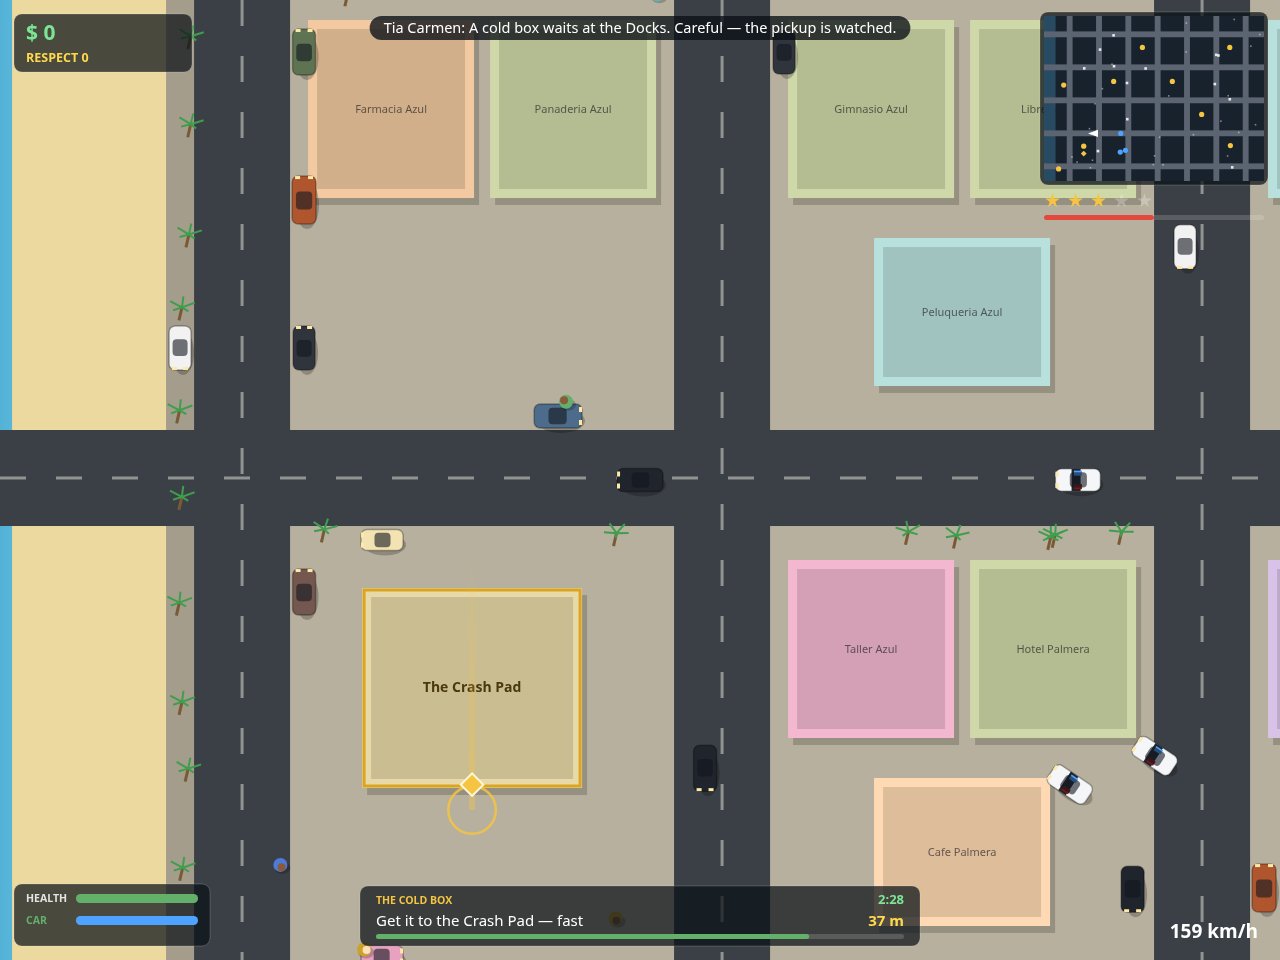 $ 0
RESPECT 0
Tia Carmen: A cold box waits at the Docks. Careful — the pickup is watched.
Farmacia Azul
Panaderia Azul
Gimnasio Azul
Libre
Peluqueria Azul
The Crash Pad
Taller Azul
Hotel Palmera
Cafe Palmera
HEALTH
CAR
THE COLD BOX
2:28
Get it to the Crash Pad — fast
37 m
159 km/h